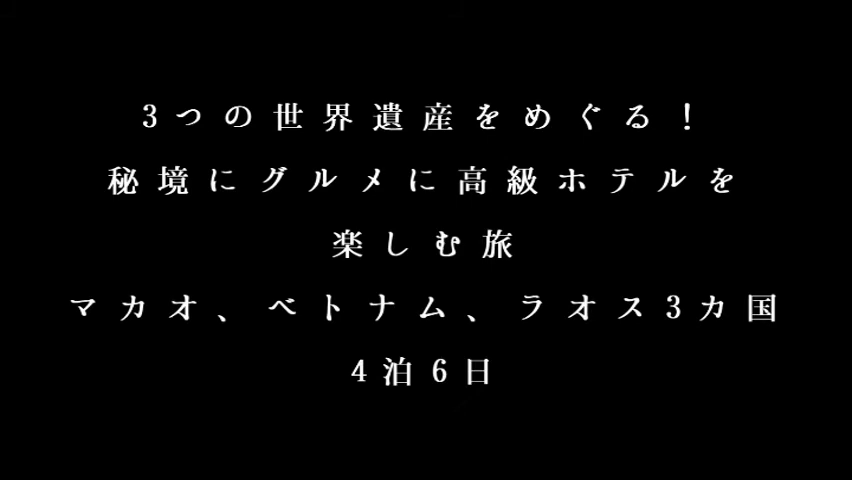 3つの世界遺産をめぐる！
秘境にグルメに高級ホテルを
楽しむ旅
マカオ、ベトナム、ラオス3カ国
4泊6日